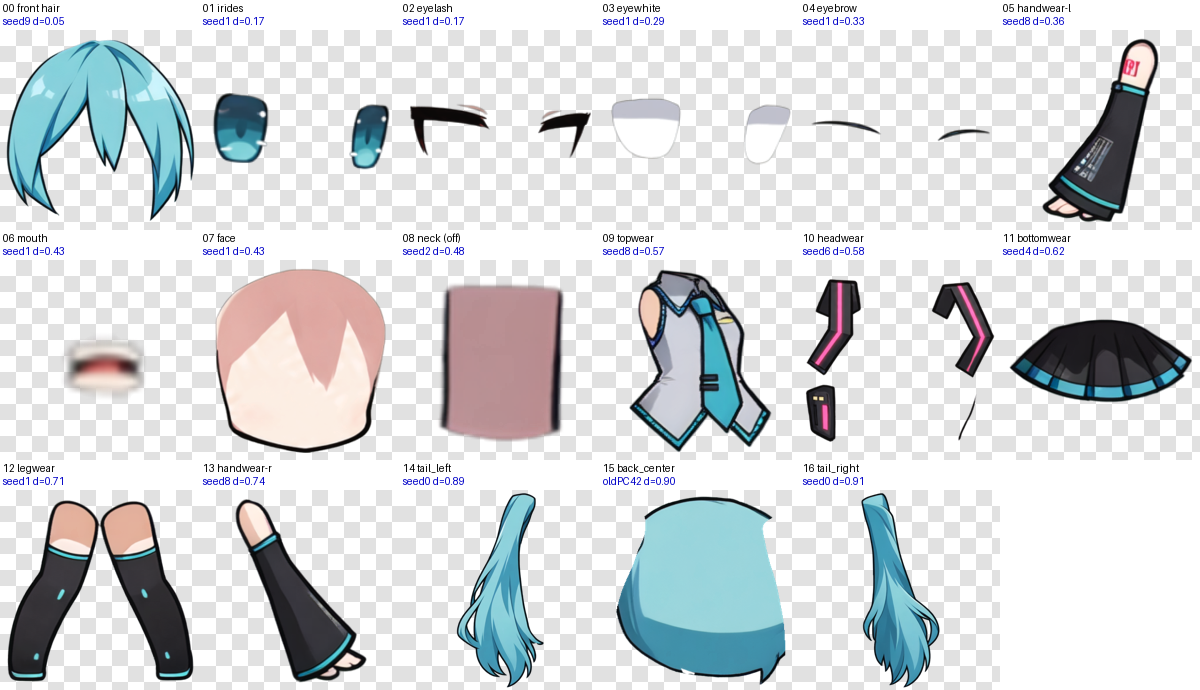 00 front hair
seed9 d=0.05
01 irides
seed1 d=0.17
02 eyelash
seed1 d=0.17
03 eyewhite
seed1 d=0.29
04 eyebrow
seed1 d=0.33
05 handwear-l
seed8 d=0.36
06 mouth
seed1 d=0.43
07 face
seed1 d=0.43
08 neck (off)
seed2 d=0.48
09 topwear
seed8 d=0.57
10 headwear
seed6 d=0.58
11 bottomwear
seed4 d=0.62
12 legwear
seed1 d=0.71
13 handwear-r
seed8 d=0.74
14 tail_left
seed0 d=0.89
15 back_center
oldPC42 d=0.90
16 tail_right
seed0 d=0.91